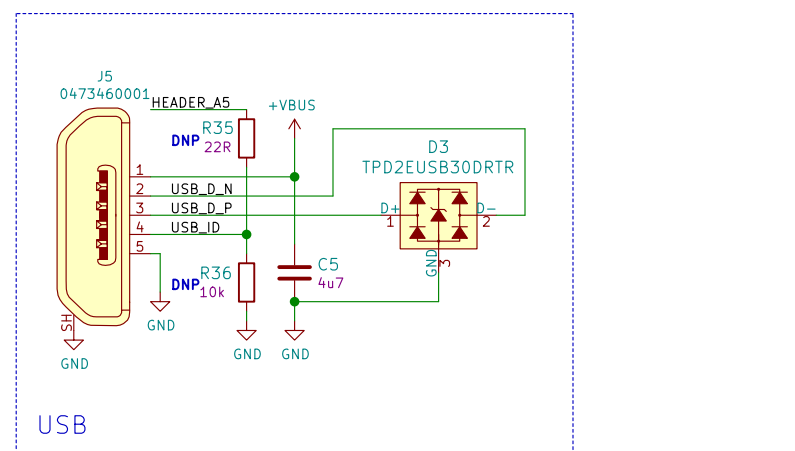 J5
0473460001
HEADER_A5
+VBUS
R35
DNP
22R
D3
TPD2EUSB30DRTR
1
2
USB_D_N
3
USB_D_P
4
USB_ID
5
D+
1
D-
2
GND
3
R36
DNP
10k
C5
4u7
SH
GND
GND
GND
GND
USB